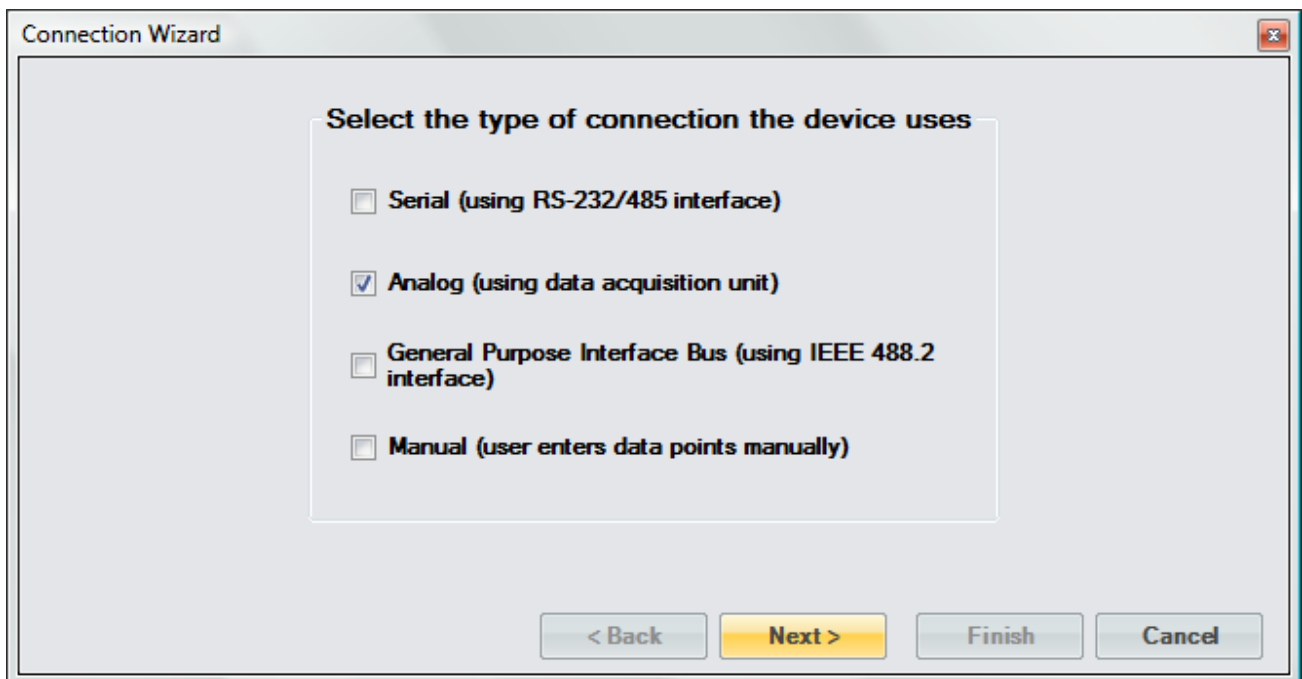 Connection Wizard
Select the type of connection the device uses
Serial (using RS-232/485 interface)
Analog (using data acquisition unit)
General Purpose Interface Bus (using IEEE 488.2
interface)
Manual (user enters data points manually)
< Back
Next >
Finish
Cancel